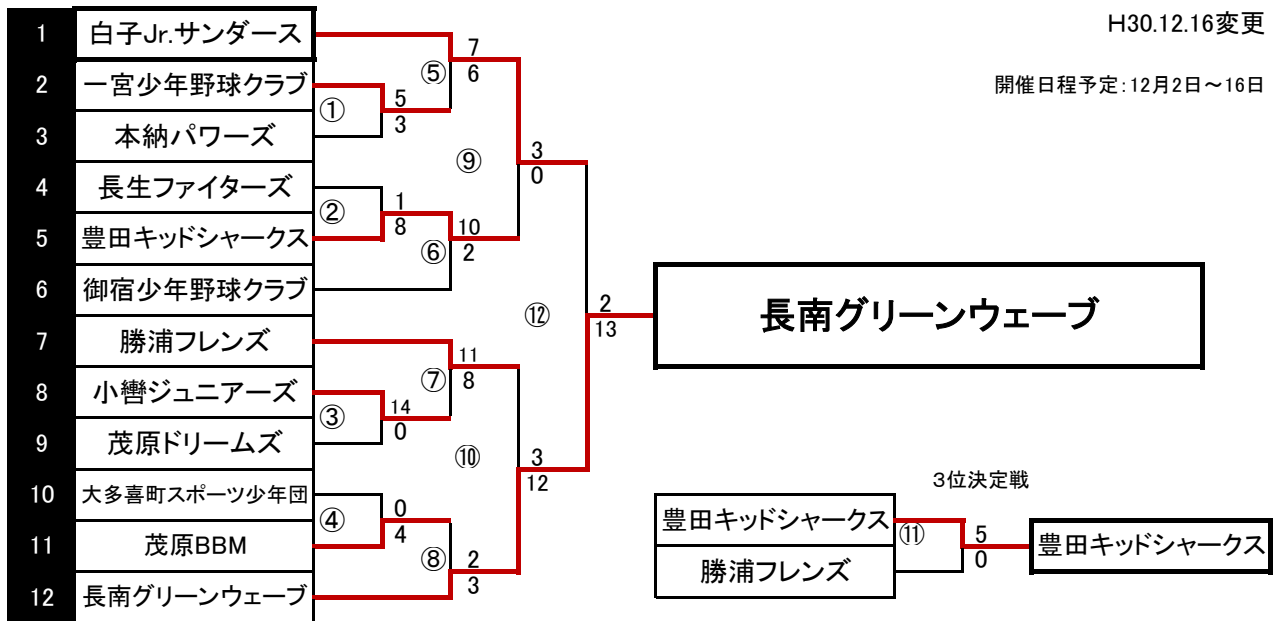 H30.12.16変更
開催日程予定:12月2日～16日
1 白子Jr.サンダース
2 一宮少年野球クラブ
3 本納パワーズ
4 長生ファイターズ
5 豊田キッドシャークス
6 御宿少年野球クラブ
7 勝浦フレンズ
8 小轡ジュニアーズ
9 茂原ドリームズ
10 大多喜町スポーツ少年団
11 茂原BBM
12 長南グリーンウェーブ
① 5
3
② 1
8
③ 14
0
④ 0
4
⑤ 7
6
⑥ 10
2
⑦ 11
8
⑧ 2
3
⑨ 3
0
⑩ 3
12
⑫ 2
13
長南グリーンウェーブ
3位決定戦
豊田キッドシャークス
勝浦フレンズ
⑪ 5
0
豊田キッドシャークス